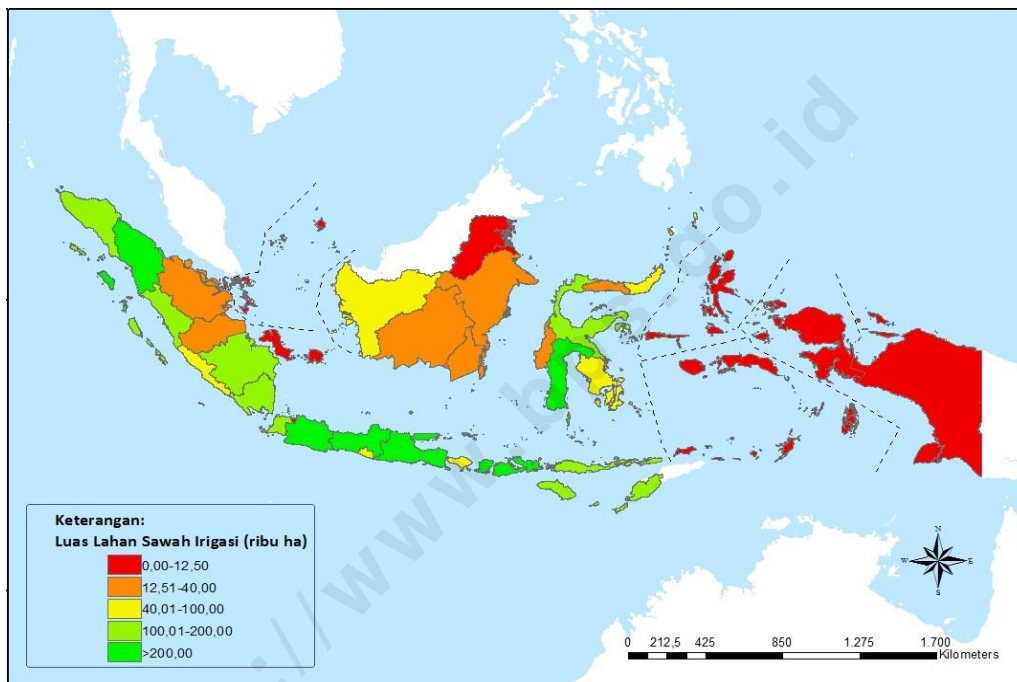 ://www.bps.go.id
Keterangan:
Luas Lahan Sawah Irigasi (ribu ha)
0,00-12,50
12,51-40,00
40,01-100,00
100,01-200,00
>200,00
N
W E
S
0 212,5 425 850 1.275 1.700
Kilometers